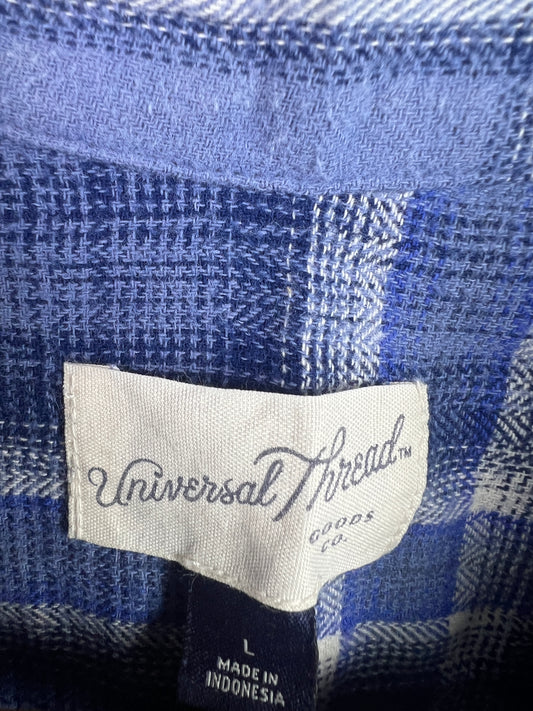 Universal Thread™
GOODS
CO.
L
MADE IN
INDONESIA